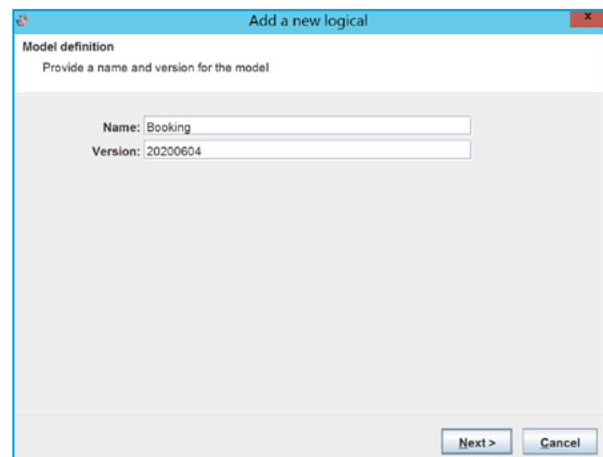 Add a new logical
x
Model definition
Provide a name and version for the model
Name: Booking
Version: 20200604
Next > Cancel